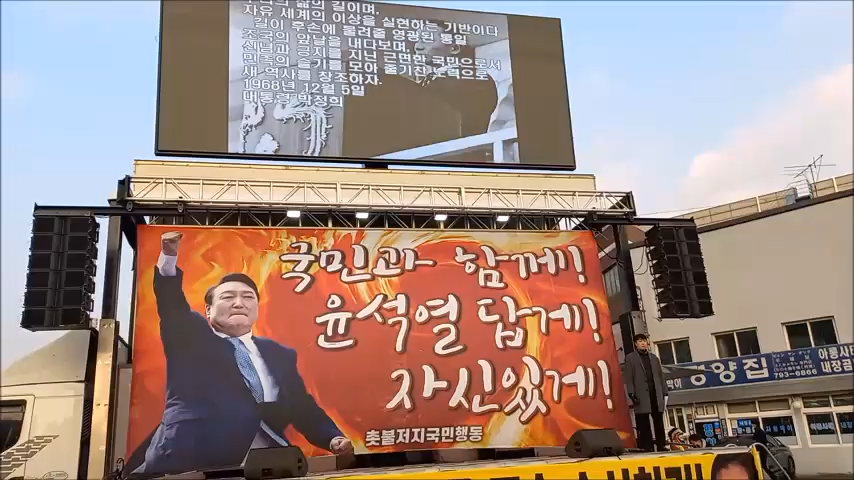 자유 세계의 이상을 실현하는 기반이다
길이 후손에 물려줄 영광된 통일
조국의 앞날을 내다보며,
신념과 긍지를 지닌 근면한 국민으로서
민족의 슬기를 모아 줄기찬 노력으로
새 역사를 창조하자.
1968년 12월 5일
대통령 박정희
국민과 함께!
윤석열 답게!
자신있게!
촛불저지국민행동
양양집
793-6866
내장곰